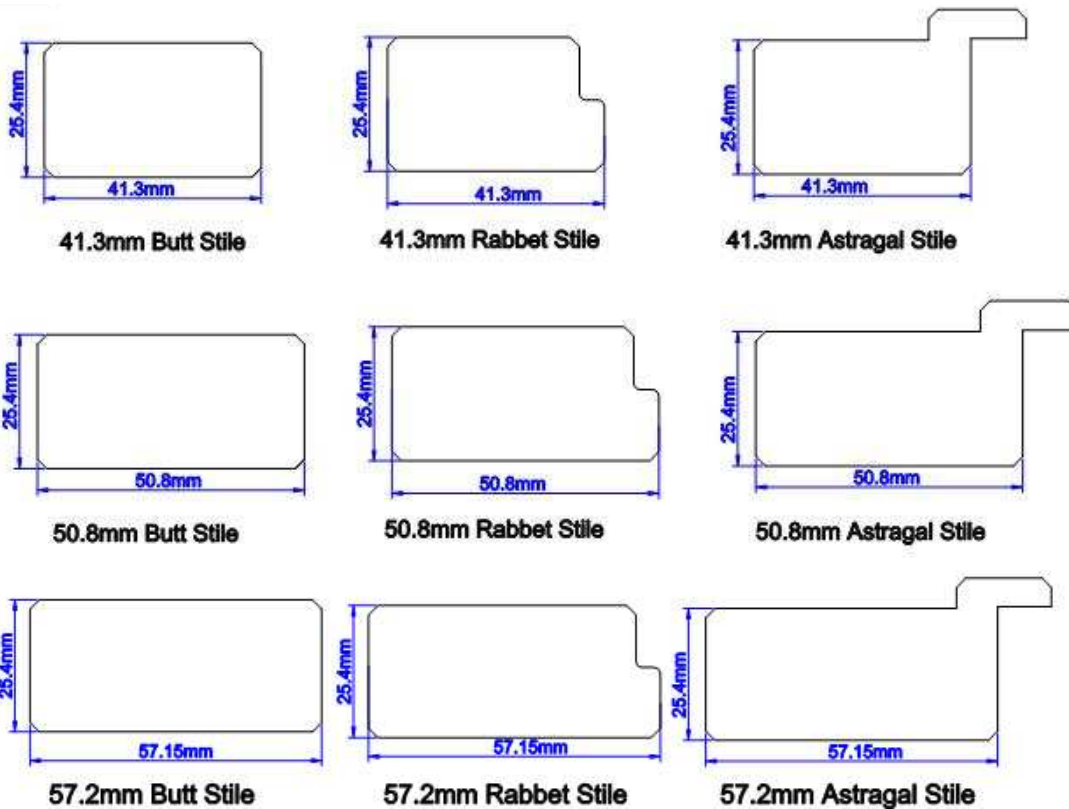 25.4mm
41.3mm
41.3mm Butt Stile
25.4mm
41.3mm
41.3mm Rabbet Stile
25.4mm
41.3mm
41.3mm Astragal Stile
25.4mm
50.8mm
50.8mm Butt Stile
25.4mm
50.8mm
50.8mm Rabbet Stile
25.4mm
50.8mm
50.8mm Astragal Stile
25.4mm
57.15mm
57.2mm Butt Stile
25.4mm
57.15mm
57.2mm Rabbet Stile
25.4mm
57.15mm
57.2mm Astragal Stile